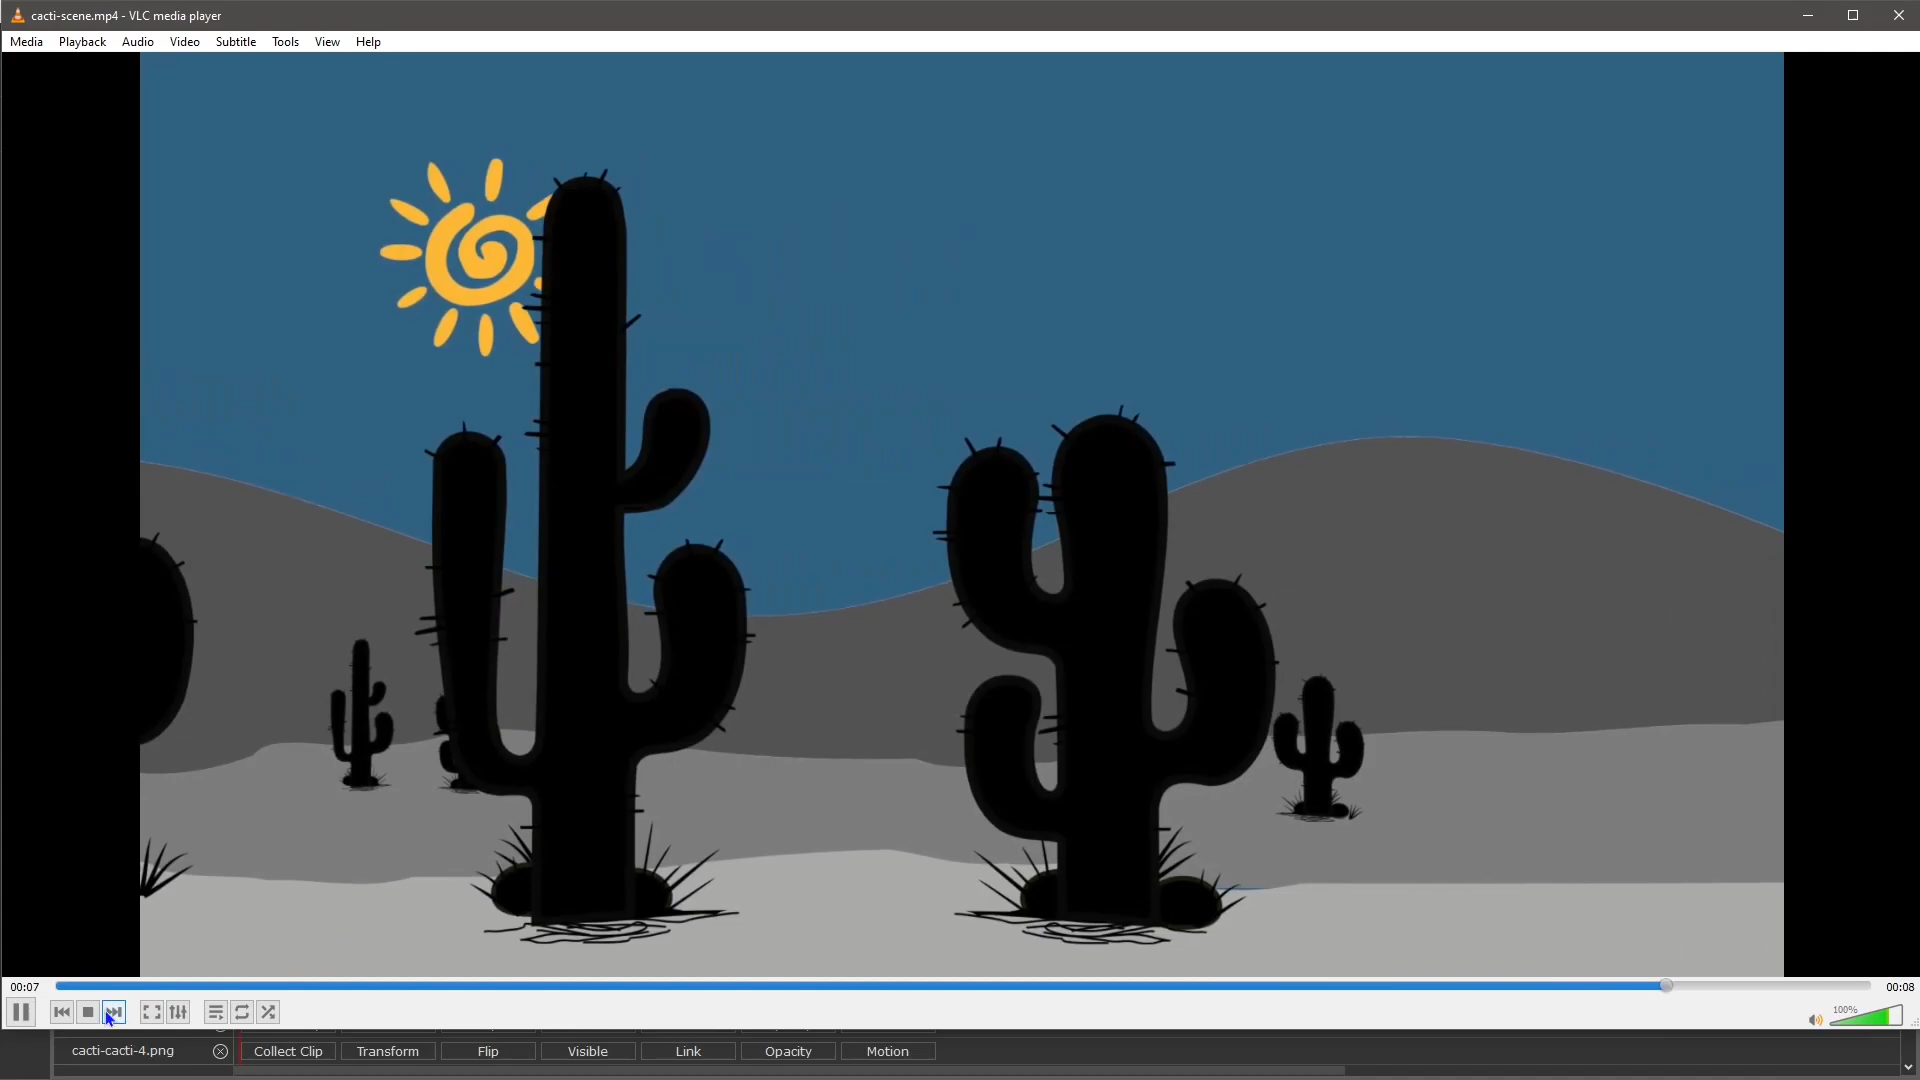 cacti-scene.mp4 - VLC media player
Media Playback Audio Video Subtitle Tools View Help
00:07 00:08
100%
cacti-cacti-4.png Collect Clip Transform Flip Visible Link Opacity Motion